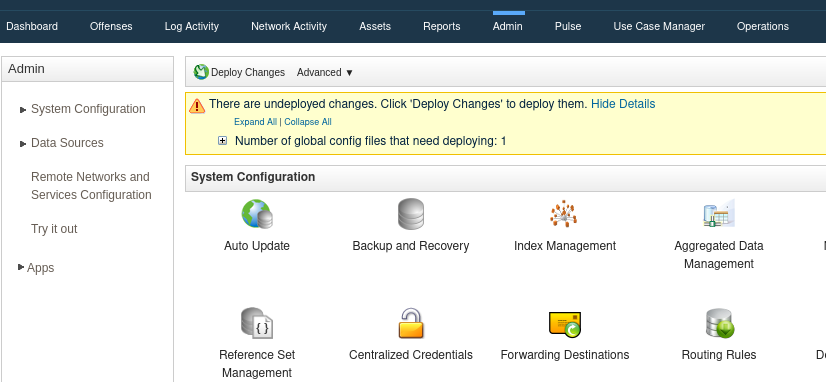 Dashboard Offenses Log Activity Network Activity Assets Reports Admin Pulse Use Case Manager Operations
Admin
System Configuration
Data Sources
Remote Networks and
Services Configuration
Try it out
Apps
Deploy Changes Advanced ▼
There are undeployed changes. Click 'Deploy Changes' to deploy them. Hide Details
Expand All | Collapse All
Number of global config files that need deploying: 1
System Configuration
Auto Update
Backup and Recovery
Index Management
Aggregated Data
Management
Reference Set
Management
Centralized Credentials
Forwarding Destinations
Routing Rules